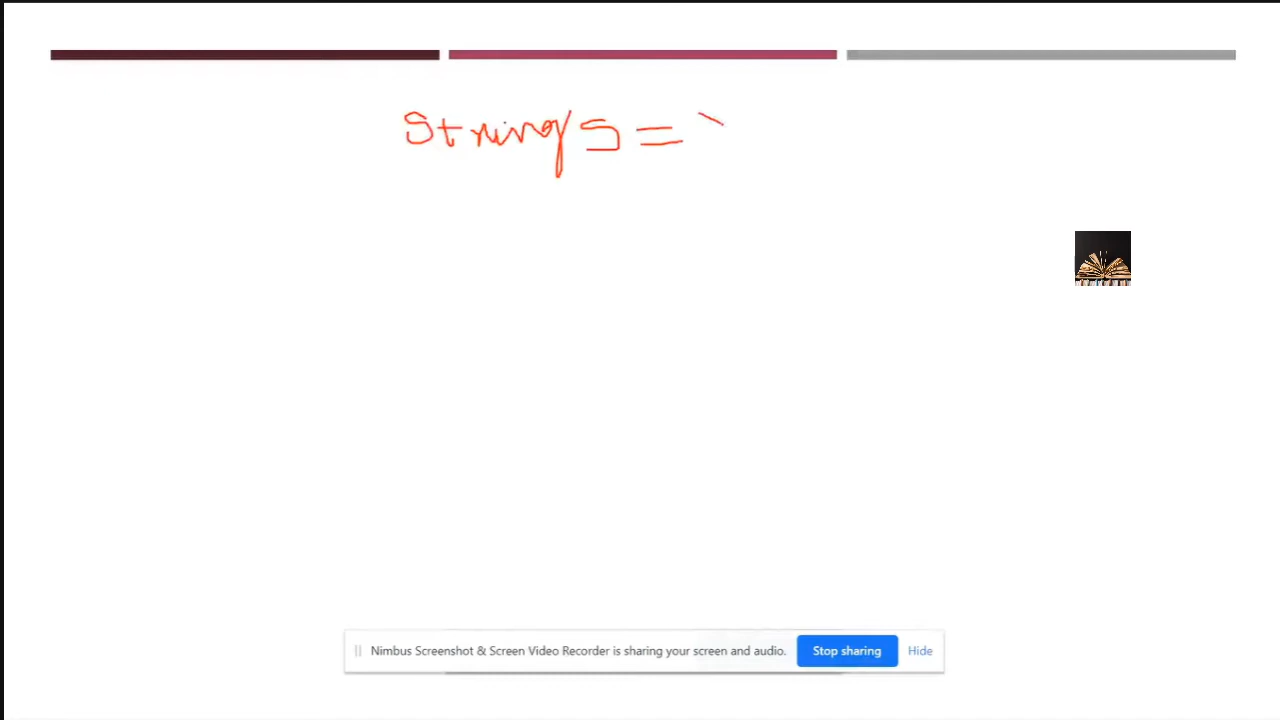 String s = "
Nimbus Screenshot & Screen Video Recorder is sharing your screen and audio. Stop sharing Hide